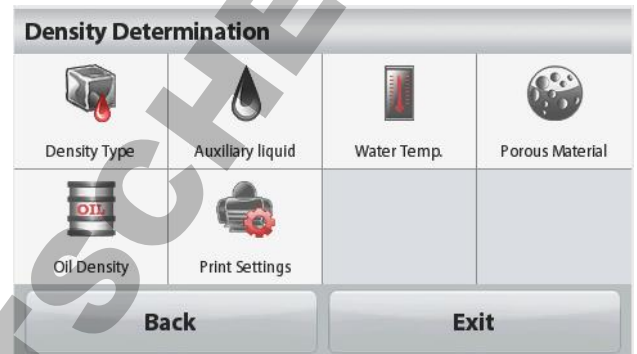 Density Determination
Density Type
Auxiliary liquid
Water Temp.
Porous Material
OIL
Oil Density
Print Settings
Back
Exit